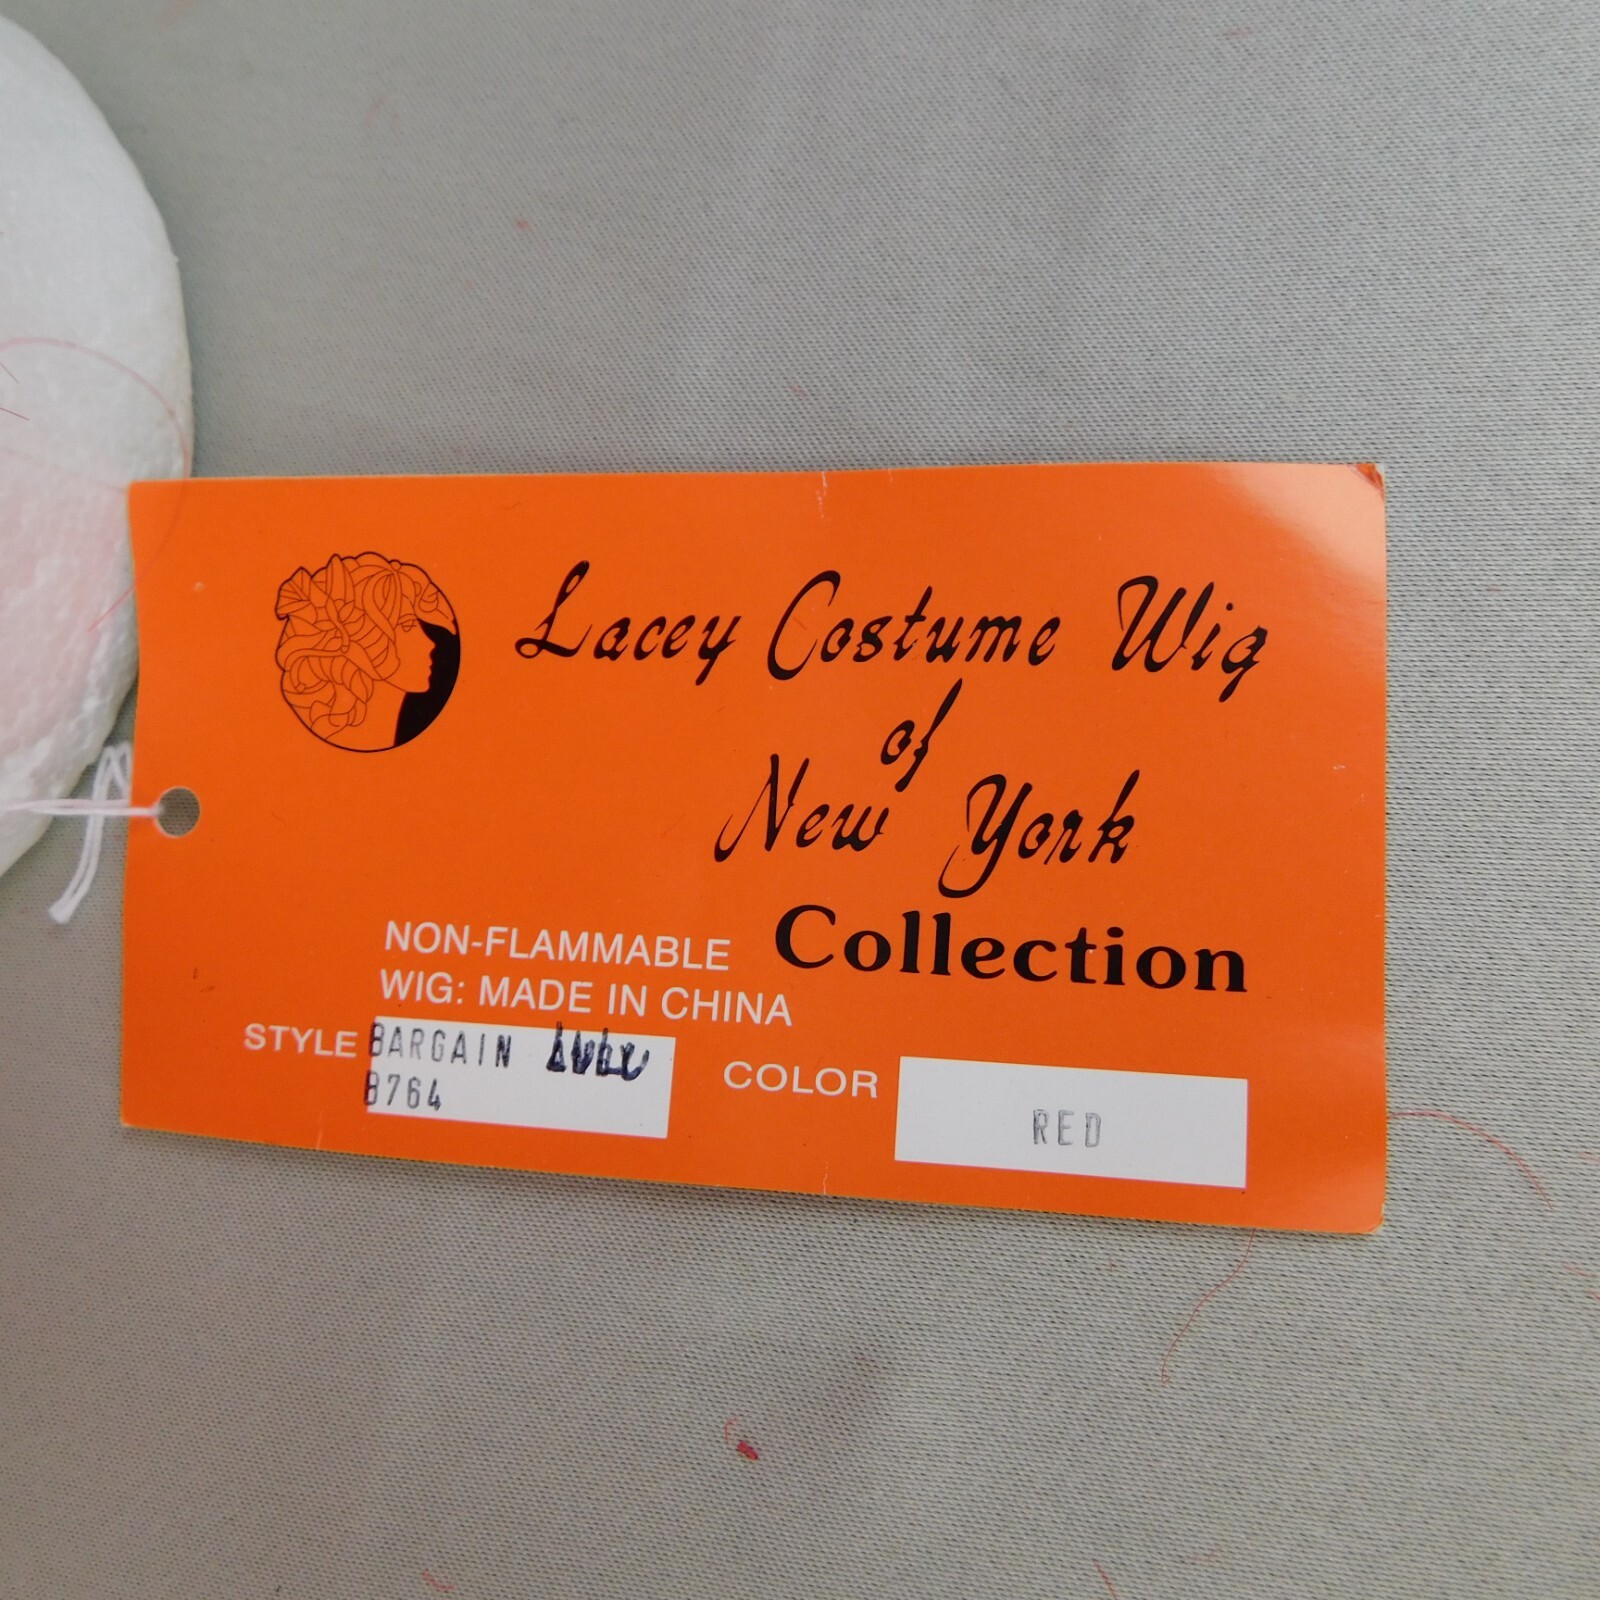 Lacey Costume Wig
of
New York
Collection
NON-FLAMMABLE
WIG: MADE IN CHINA
STYLE BARGAIN
B764
COLOR RED